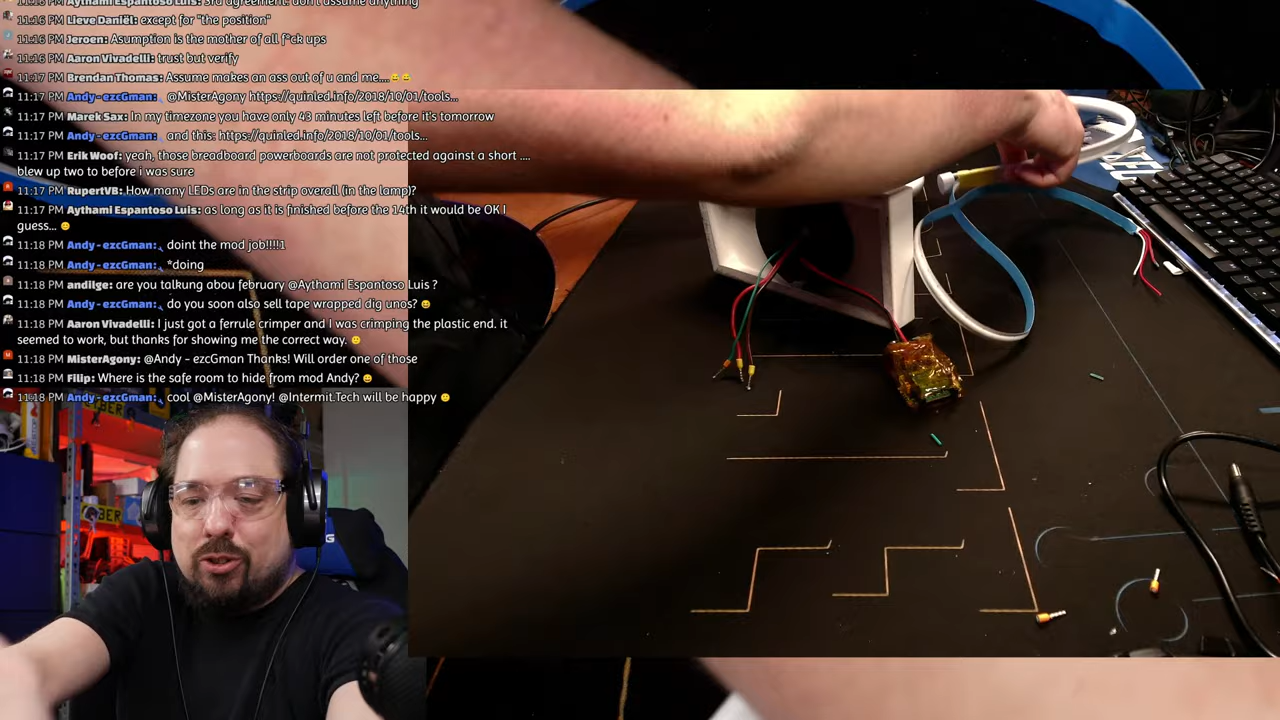 Aythami Espantoso Luis: 3rd agreement: don't assume anything
11:16 PM Lieve Daniël: except for "the position"
11:16 PM Jeroen: Asumption is the mother of all f*ck ups
11:16 PM Aaron Vivadelli: trust but verify
11:17 PM Brendan Thomas: Assume makes an ass out of u and me....😄😄
11:17 PM Andy - ezcGman: @MisterAgony https://quinled.info/2018/10/01/tools...
11:17 PM Marek Sax: In my timezone you have only 43 minutes left before it's tomorrow
11:17 PM Andy - ezcGman: and this: https://quinled.info/2018/10/01/tools...
11:17 PM Erik Woof: yeah, those breadboard powerboards are not protected against a short ....
blew up two to before i was sure
11:17 PM RupertVB: How many LEDs are in the strip overall (in the lamp)?
11:17 PM Aythami Espantoso Luis: as long as it is finished before the 14th it would be OK I
guess... 🙂
11:18 PM Andy - ezcGman: doint the mod job!!!!1
11:18 PM Andy - ezcGman: *doing
11:18 PM andilge: are you talkung abou february @Aythami Espantoso Luis ?
11:18 PM Andy - ezcGman: do you soon also sell tape wrapped dig unos? 😄
11:18 PM Aaron Vivadelli: I just got a ferrule crimper and I was crimping the plastic end. it
seemed to work, but thanks for showing me the correct way. 🙂
11:18 PM MisterAgony: @Andy - ezcGman Thanks! Will order one of those
11:18 PM Filip: Where is the safe room to hide from mod Andy? 😄
11:18 PM Andy - ezcGman: cool @MisterAgony! @Intermit.Tech will be happy 🙂